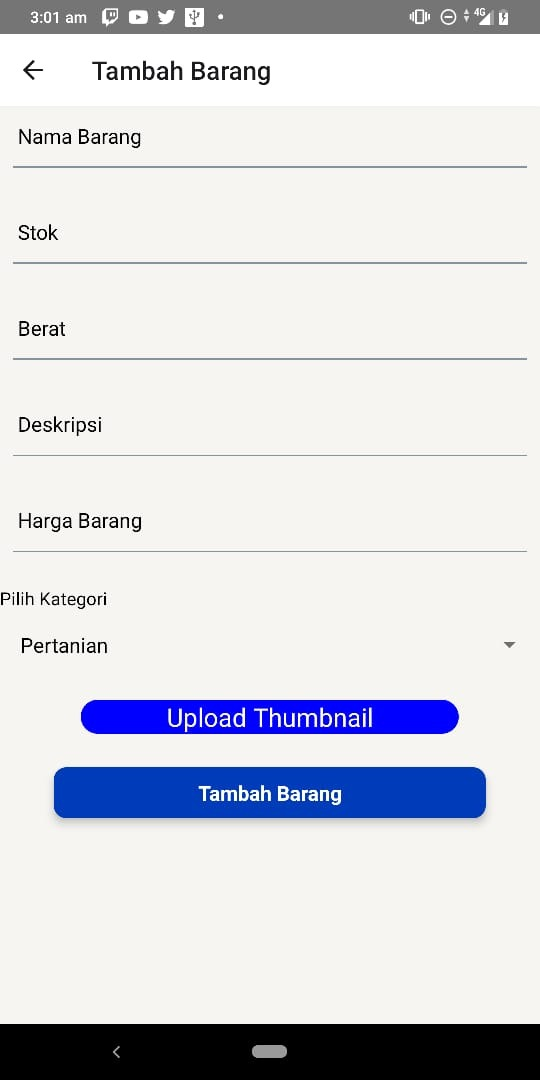 3:01 am
4G
Tambah Barang
Nama Barang
Stok
Berat
Deskripsi
Harga Barang
Pilih Kategori
Pertanian
Upload Thumbnail
Tambah Barang